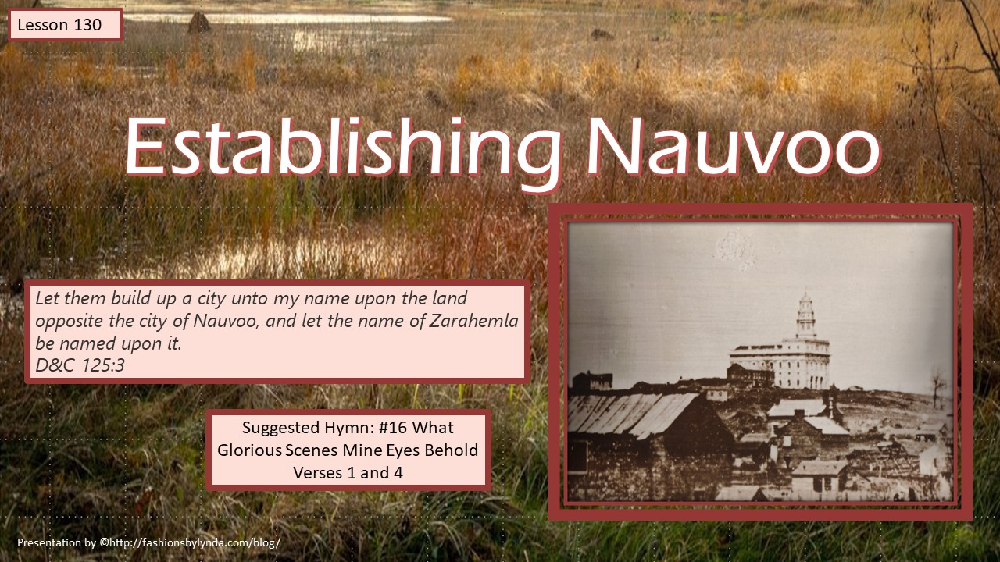 Lesson 130
Establishing Nauvoo
Let them build up a city unto my name upon the land
opposite the city of Nauvoo, and let the name of Zarahemla
be named upon it.
D&C 125:3
Suggested Hymn: #16 What
Glorious Scenes Mine Eyes Behold
Verses 1 and 4
Presentation by ©http://fashionsbylynda.com/blog/